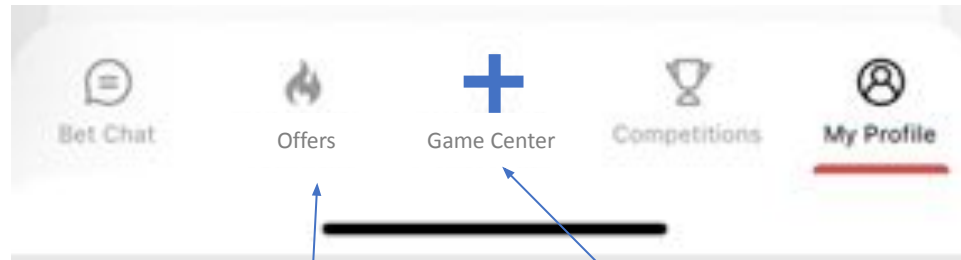 Bet Chat
Offers
Game Center
Competitions
My Profile